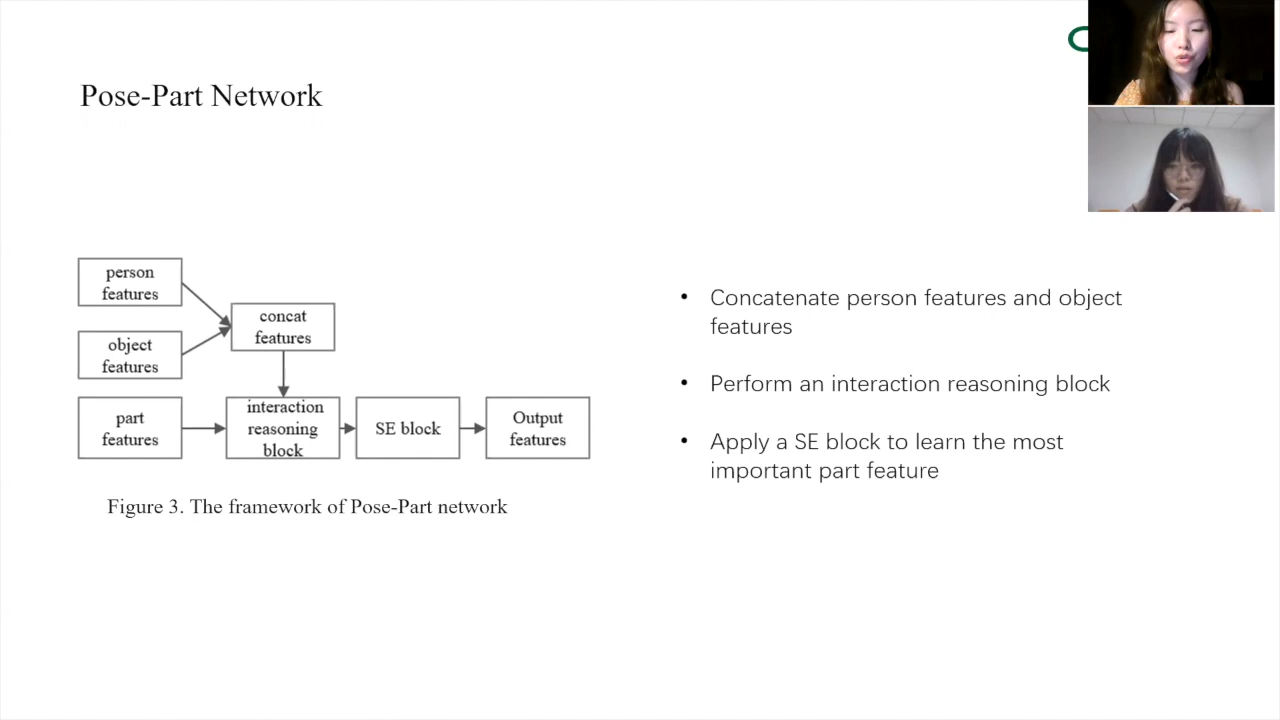 Pose-Part Network
person
features
object
features
part
features
concat
features
interaction
reasoning
block
SE block
Output
features
Figure 3. The framework of Pose-Part network
• Concatenate person features and object
features
• Perform an interaction reasoning block
• Apply a SE block to learn the most
important part feature